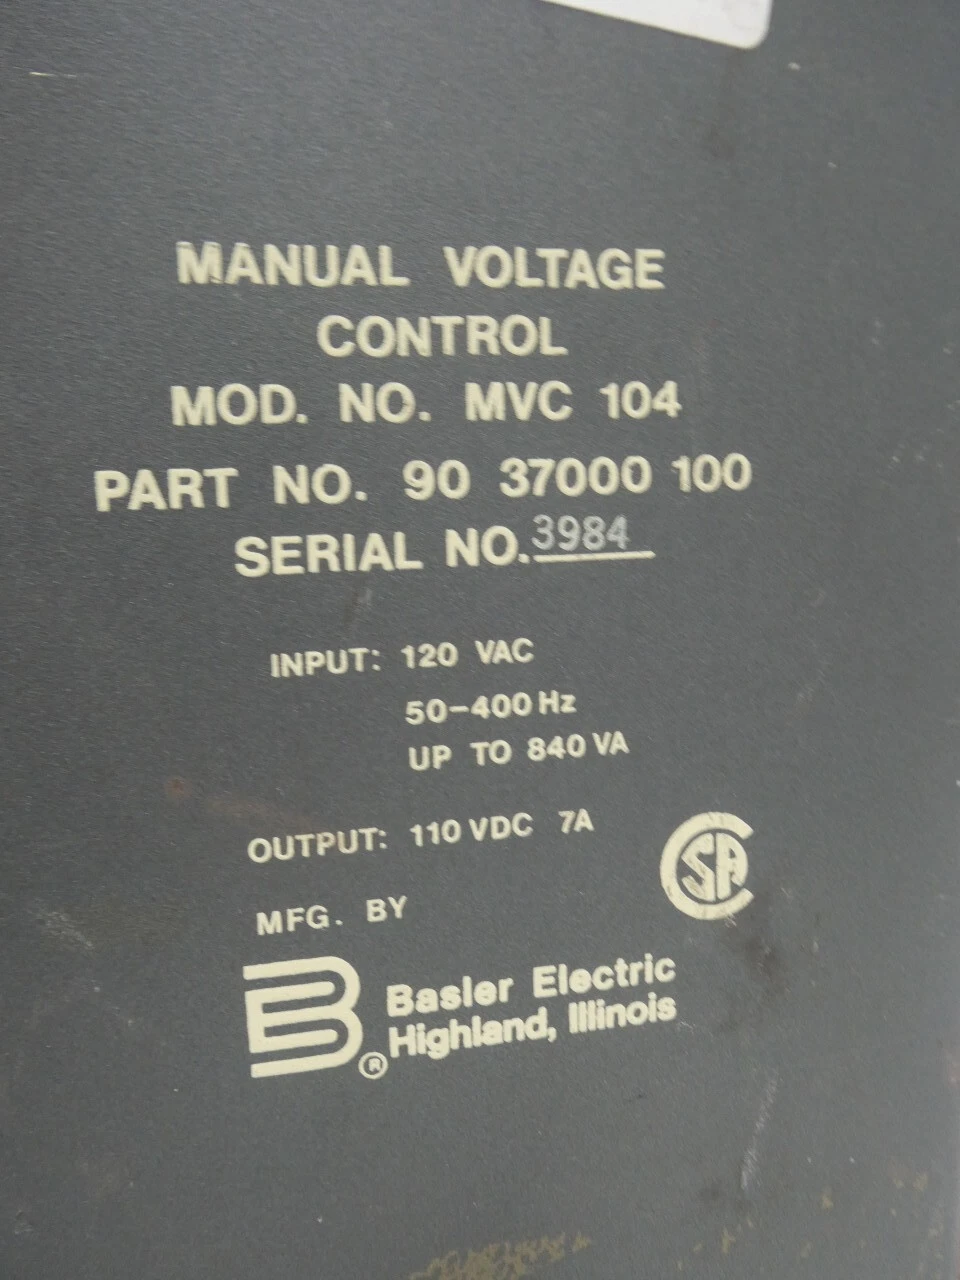 MANUAL VOLTAGE
CONTROL
MOD. NO. MVC 104
PART NO. 90 37000 100
SERIAL NO. 3984
INPUT: 120 VAC
50-400 Hz
UP TO 840 VA
OUTPUT: 110 VDC 7A
CSA
MFG. BY
B
Basler Electric
Highland, Illinois
®